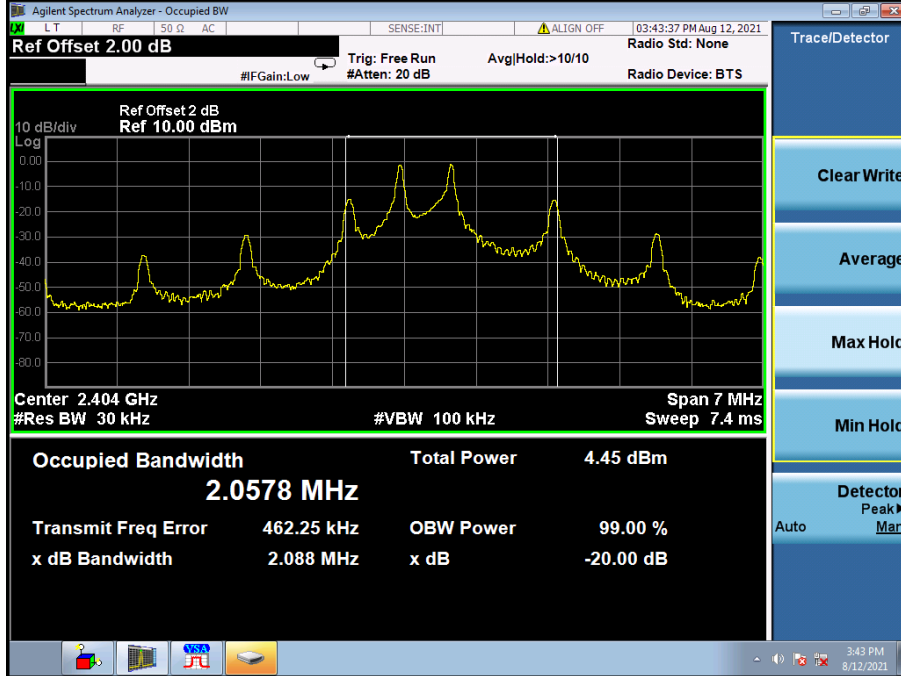 Agilent Spectrum Analyzer - Occupied BW
LXI L T RF 50 Ω AC SENSE:INT ALIGN OFF 03:43:37 PM Aug 12, 2021
Ref Offset 2.00 dB
Radio Std: None
Trig: Free Run Avg|Hold:>10/10
#IFGain:Low #Atten: 20 dB Radio Device: BTS
Trace/Detector
Ref Offset 2 dB
10 dB/div Ref 10.00 dBm
Log
0.00
-10.0
-20.0
-30.0
-40.0
-50.0
-60.0
-70.0
-80.0
Center 2.404 GHz Span 7 MHz
#Res BW 30 kHz #VBW 100 kHz Sweep 7.4 ms
Clear Write
Average
Max Hold
Min Hold
Detector
Peak
Auto Man
Occupied Bandwidth Total Power 4.45 dBm
2.0578 MHz
Transmit Freq Error 462.25 kHz OBW Power 99.00 %
x dB Bandwidth 2.088 MHz x dB -20.00 dB
VSA
3:43 PM
8/12/2021